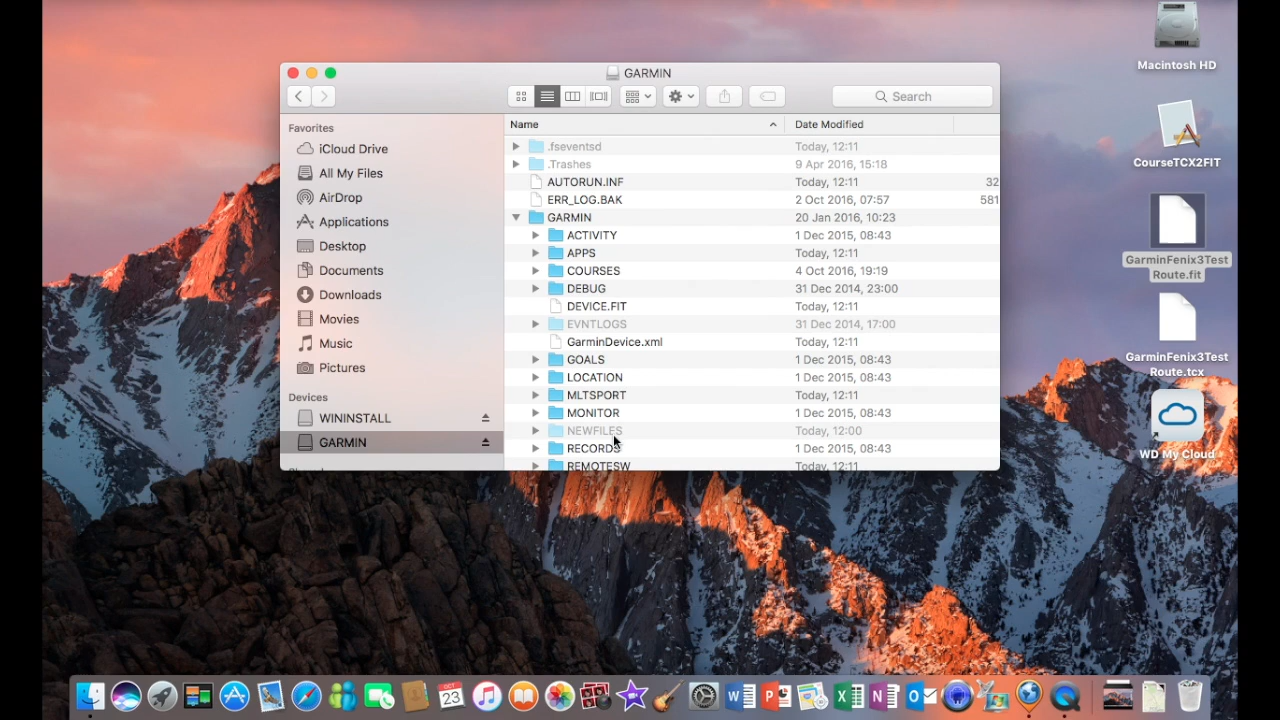 GARMIN
Search
Favorites
iCloud Drive
All My Files
AirDrop
Applications
Desktop
Documents
Downloads
Movies
Music
Pictures
Devices
WININSTALL
GARMIN
Name Date Modified
.fseventsd Today, 12:11
.Trashes 9 Apr 2016, 15:18
AUTORUN.INF Today, 12:11 32
ERR_LOG.BAK 2 Oct 2016, 07:57 581
GARMIN 20 Jan 2016, 10:23
ACTIVITY 1 Dec 2015, 08:43
APPS Today, 12:11
COURSES 4 Oct 2016, 19:19
DEBUG 31 Dec 2014, 23:00
DEVICE.FIT Today, 12:11
EVNTLOGS 31 Dec 2014, 17:00
GarminDevice.xml Today, 12:11
GOALS 1 Dec 2015, 08:43
LOCATION 1 Dec 2015, 08:43
MLTSPORT Today, 12:11
MONITOR 1 Dec 2015, 08:43
NEWFILES Today, 12:00
RECORDS 1 Dec 2015, 08:43
REMOTESW Today, 12:11
Macintosh HD
CourseTCX2FIT
GarminFenix3Test
Route.fit
GarminFenix3Test
Route.tcx
WD My Cloud
OCT
23